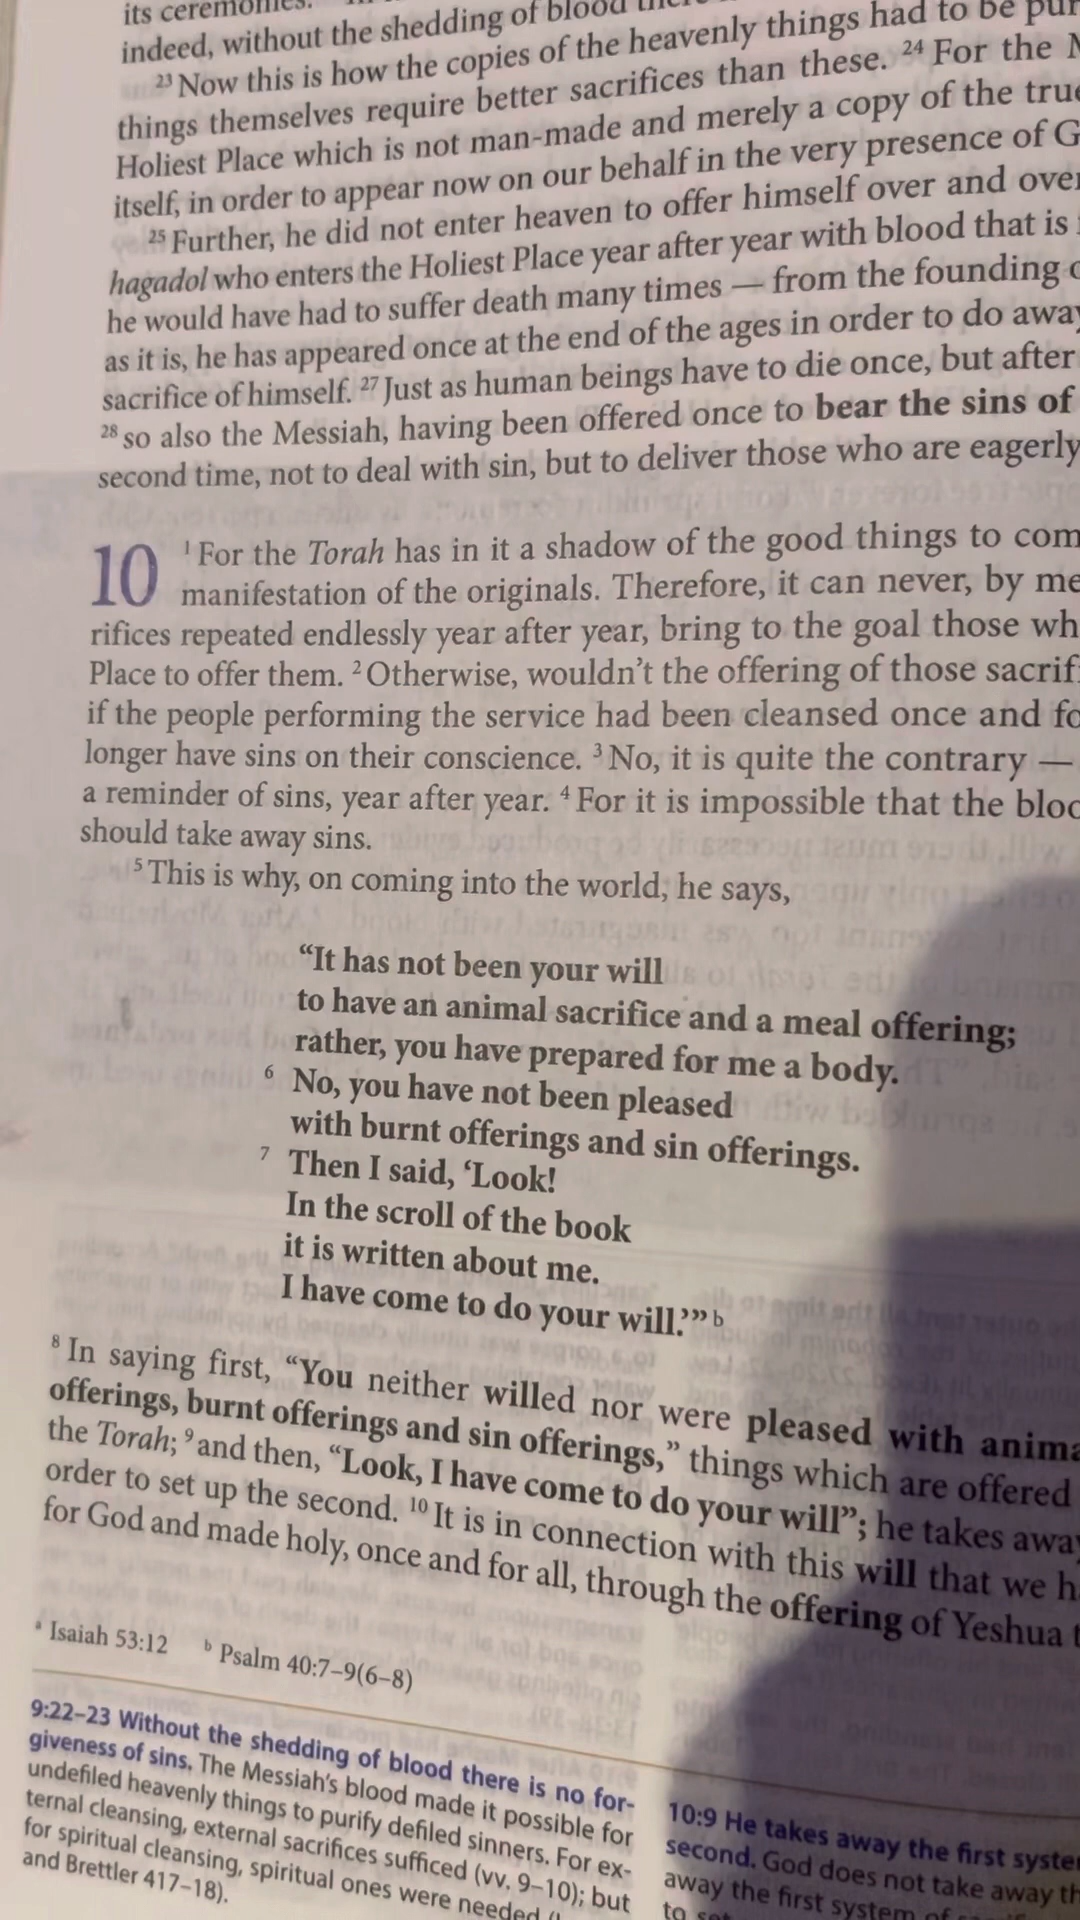 its ceremonies.
indeed, without the shedding of blood
²³ Now this is how the copies of the heavenly things had to be
things themselves require better sacrifices than these. ²⁴ For the
Holiest Place which is not man-made and merely a copy of the true
itself, in order to appear now on our behalf in the very presence of
²⁵ Further, he did not enter heaven to offer himself over and over
hagadol who enters the Holiest Place year after year with blood that is
he would have had to suffer death many times — from the founding
as it is, he has appeared once at the end of the ages in order to do away
sacrifice of himself. ²⁷ Just as human beings have to die once, but after
²⁸ so also the Messiah, having been offered once to bear the sins of
second time, not to deal with sin, but to deliver those who are eagerly
10 ¹ For the Torah has in it a shadow of the good things to com
manifestation of the originals. Therefore, it can never, by me
rifices repeated endlessly year after year, bring to the goal those wh
Place to offer them. ² Otherwise, wouldn't the offering of those sacrif
if the people performing the service had been cleansed once and fo
longer have sins on their conscience. ³ No, it is quite the contrary —
a reminder of sins, year after year. ⁴ For it is impossible that the bloo
should take away sins.
⁵ This is why, on coming into the world, he says,
“It has not been your will
to have an animal sacrifice and a meal offering;
rather, you have prepared for me a body.
⁶ No, you have not been pleased
with burnt offerings and sin offerings.
⁷ Then I said, ‘Look!
In the scroll of the book
it is written about me.
I have come to do your will.’” b
⁸ In saying first, “You neither willed nor were pleased with anima
offerings, burnt offerings and sin offerings,” things which are offered
the Torah; ⁹ and then, “Look, I have come to do your will”; he takes away
order to set up the second. ¹⁰ It is in connection with this will that we h
for God and made holy, once and for all, through the offering of Yeshua
a Isaiah 53:12 b Psalm 40:7–9(6–8)
9:22–23 Without the shedding of blood there is no for-
giveness of sins. The Messiah's blood made it possible for
undefiled heavenly things to purify defiled sinners. For ex-
ternal cleansing, external sacrifices sufficed (vv. 9–10); but
for spiritual cleansing, spiritual ones were needed
and Brettler 417–18).
10:9 He takes away the first system
second. God does not take away th
away the first system of
to set